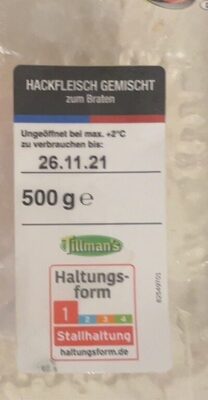 HACKFLEISCH GEMISCHT
zum Braten
Ungeöffnet bei max. +2°C
zu verbrauchen bis:
26.11.21
500 g ℮
Tillman's
Haltungs-
form
1 2 3 4
Stallhaltung
haltungsform.de